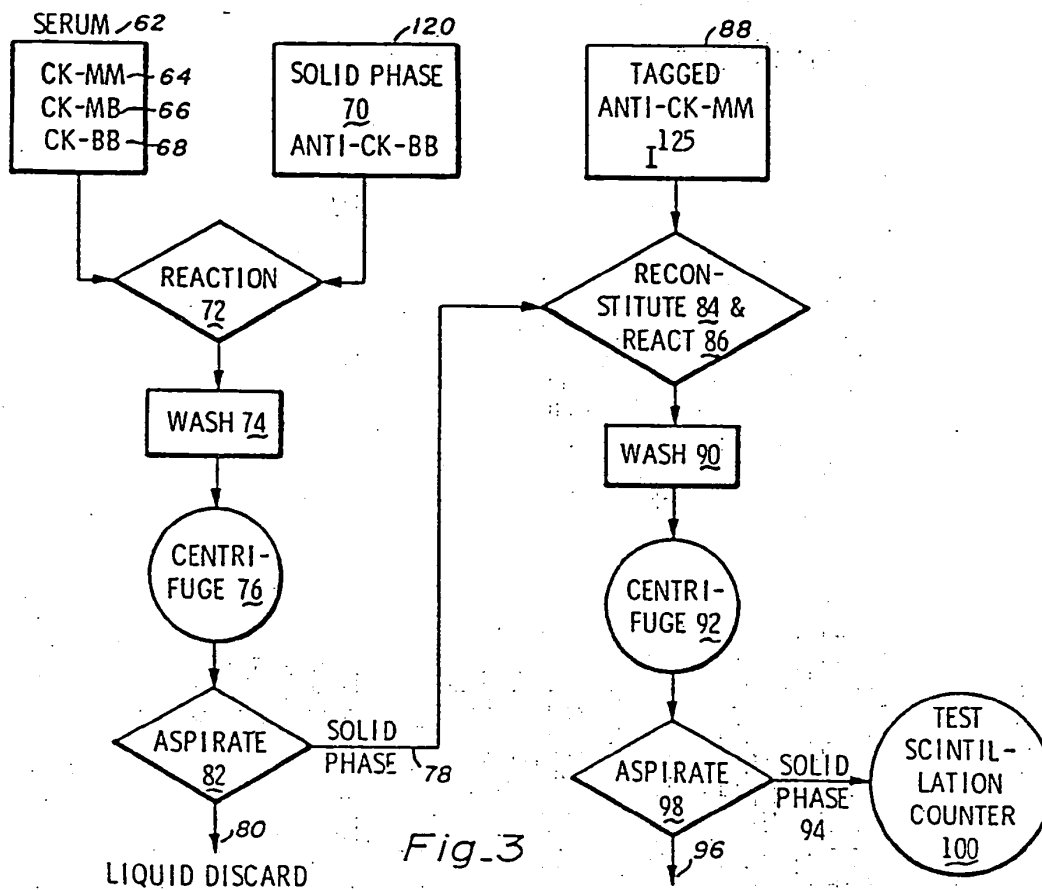 SERUM 62
CK-MM 64
CK-MB 66
CK-BB 68
120
SOLID PHASE
70
ANTI-CK-BB
88
TAGGED
ANTI-CK-MM
I125
REACTION
72
RECON-
STITUTE 84 &
REACT 86
WASH 74
WASH 90
CENTRI-
FUGE 76
CENTRI-
FUGE 92
ASPIRATE
82
SOLID
PHASE 78
ASPIRATE
98
SOLID
PHASE
94
TEST
SCINTIL-
LATION
COUNTER
100
80
LIQUID DISCARD
Fig_3
96